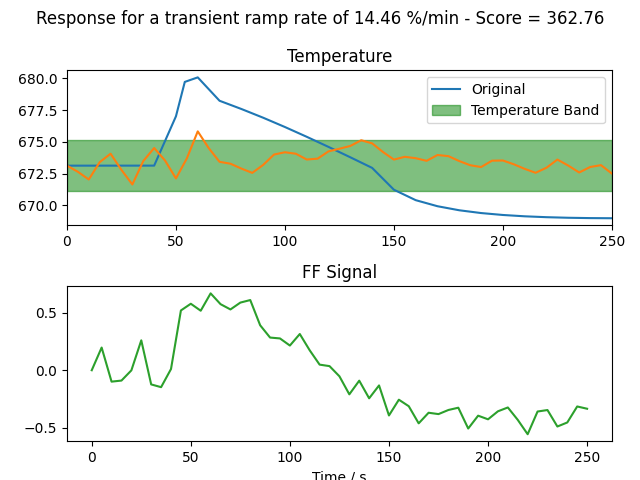 Response for a transient ramp rate of 14.46 %/min - Score = 362.76
Temperature
680.0
677.5
675.0
672.5
670.0
Original
Temperature Band
0 50 100 150 200 250
FF Signal
0.5
0.0
−0.5
0 50 100 150 200 250
Time / s